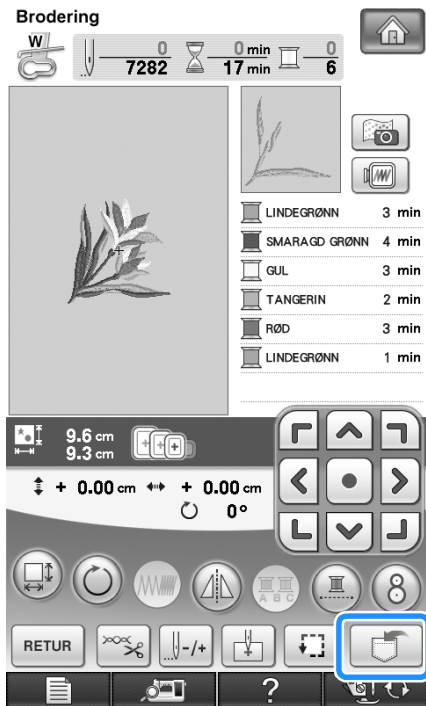 Brodering
W
0 0 min 0
7282 17 min 6
LINDEGRØNN 3 min
SMARAGD GRØNN 4 min
GUL 3 min
TANGERIN 2 min
RØD 3 min
LINDEGRØNN 1 min
9.6 cm
9.3 cm
+ 0.00 cm + 0.00 cm
0°
A B C
8
RETUR -/+
?